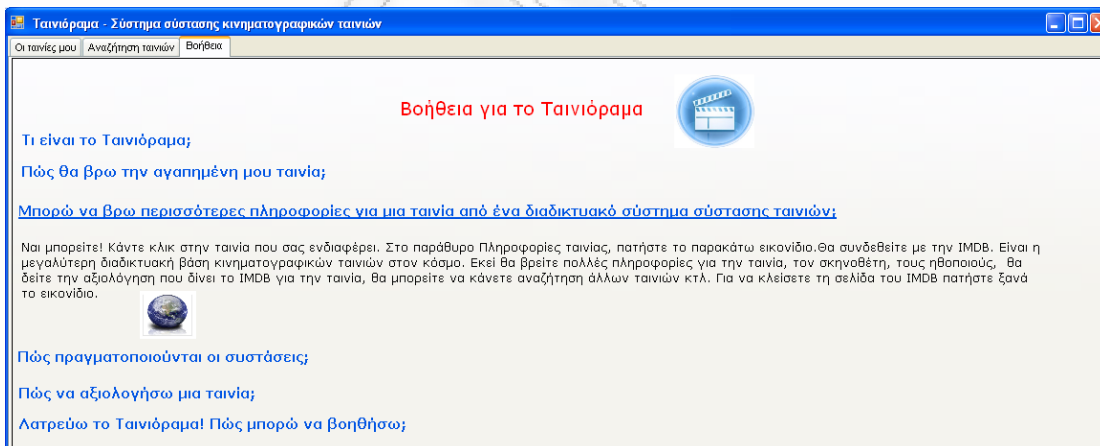 Ταινιόραμα - Σύστημα σύστασης κινηματογραφικών ταινιών
Οι ταινίες μου Αναζήτηση ταινιών Βοήθεια
Βοήθεια για το Ταινιόραμα
Τι είναι το Ταινιόραμα;
Πώς θα βρω την αγαπημένη μου ταινία;
Μπορώ να βρω περισσότερες πληροφορίες για μια ταινία από ένα διαδικτυακό σύστημα σύστασης ταινιών;
Ναι μπορείτε! Κάντε κλικ στην ταινία που σας ενδιαφέρει. Στο παράθυρο Πληροφορίες ταινίας, πατήστε το παρακάτω εικονίδιο.Θα συνδεθείτε με την IMDB. Είναι η
μεγαλύτερη διαδικτυακή βάση κινηματογραφικών ταινιών στον κόσμο. Εκεί θα βρείτε πολλές πληροφορίες για την ταινία, τον σκηνοθέτη, τους ηθοποιούς, θα
δείτε την αξιολόγηση που δίνει το IMDB για την ταινία, θα μπορείτε να κάνετε αναζήτηση άλλων ταινιών κτλ. Για να κλείσετε τη σελίδα του IMDB πατήστε ξανά
το εικονίδιο.
Πώς πραγματοποιούνται οι συστάσεις;
Πώς να αξιολογήσω μια ταινία;
Λατρεύω το Ταινιόραμα! Πώς μπορώ να βοηθήσω;